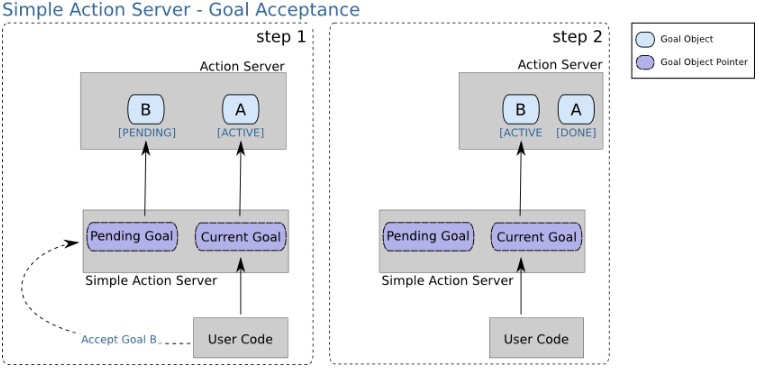 Simple Action Server - Goal Acceptance
step 1
Action Server
B
A
[PENDING]
[ACTIVE]
Pending Goal
Current Goal
Simple Action Server
Accept Goal B
User Code
step 2
Action Server
B
A
[ACTIVE
[DONE]
Pending Goal
Current Goal
Simple Action Server
User Code
Goal Object
Goal Object Pointer